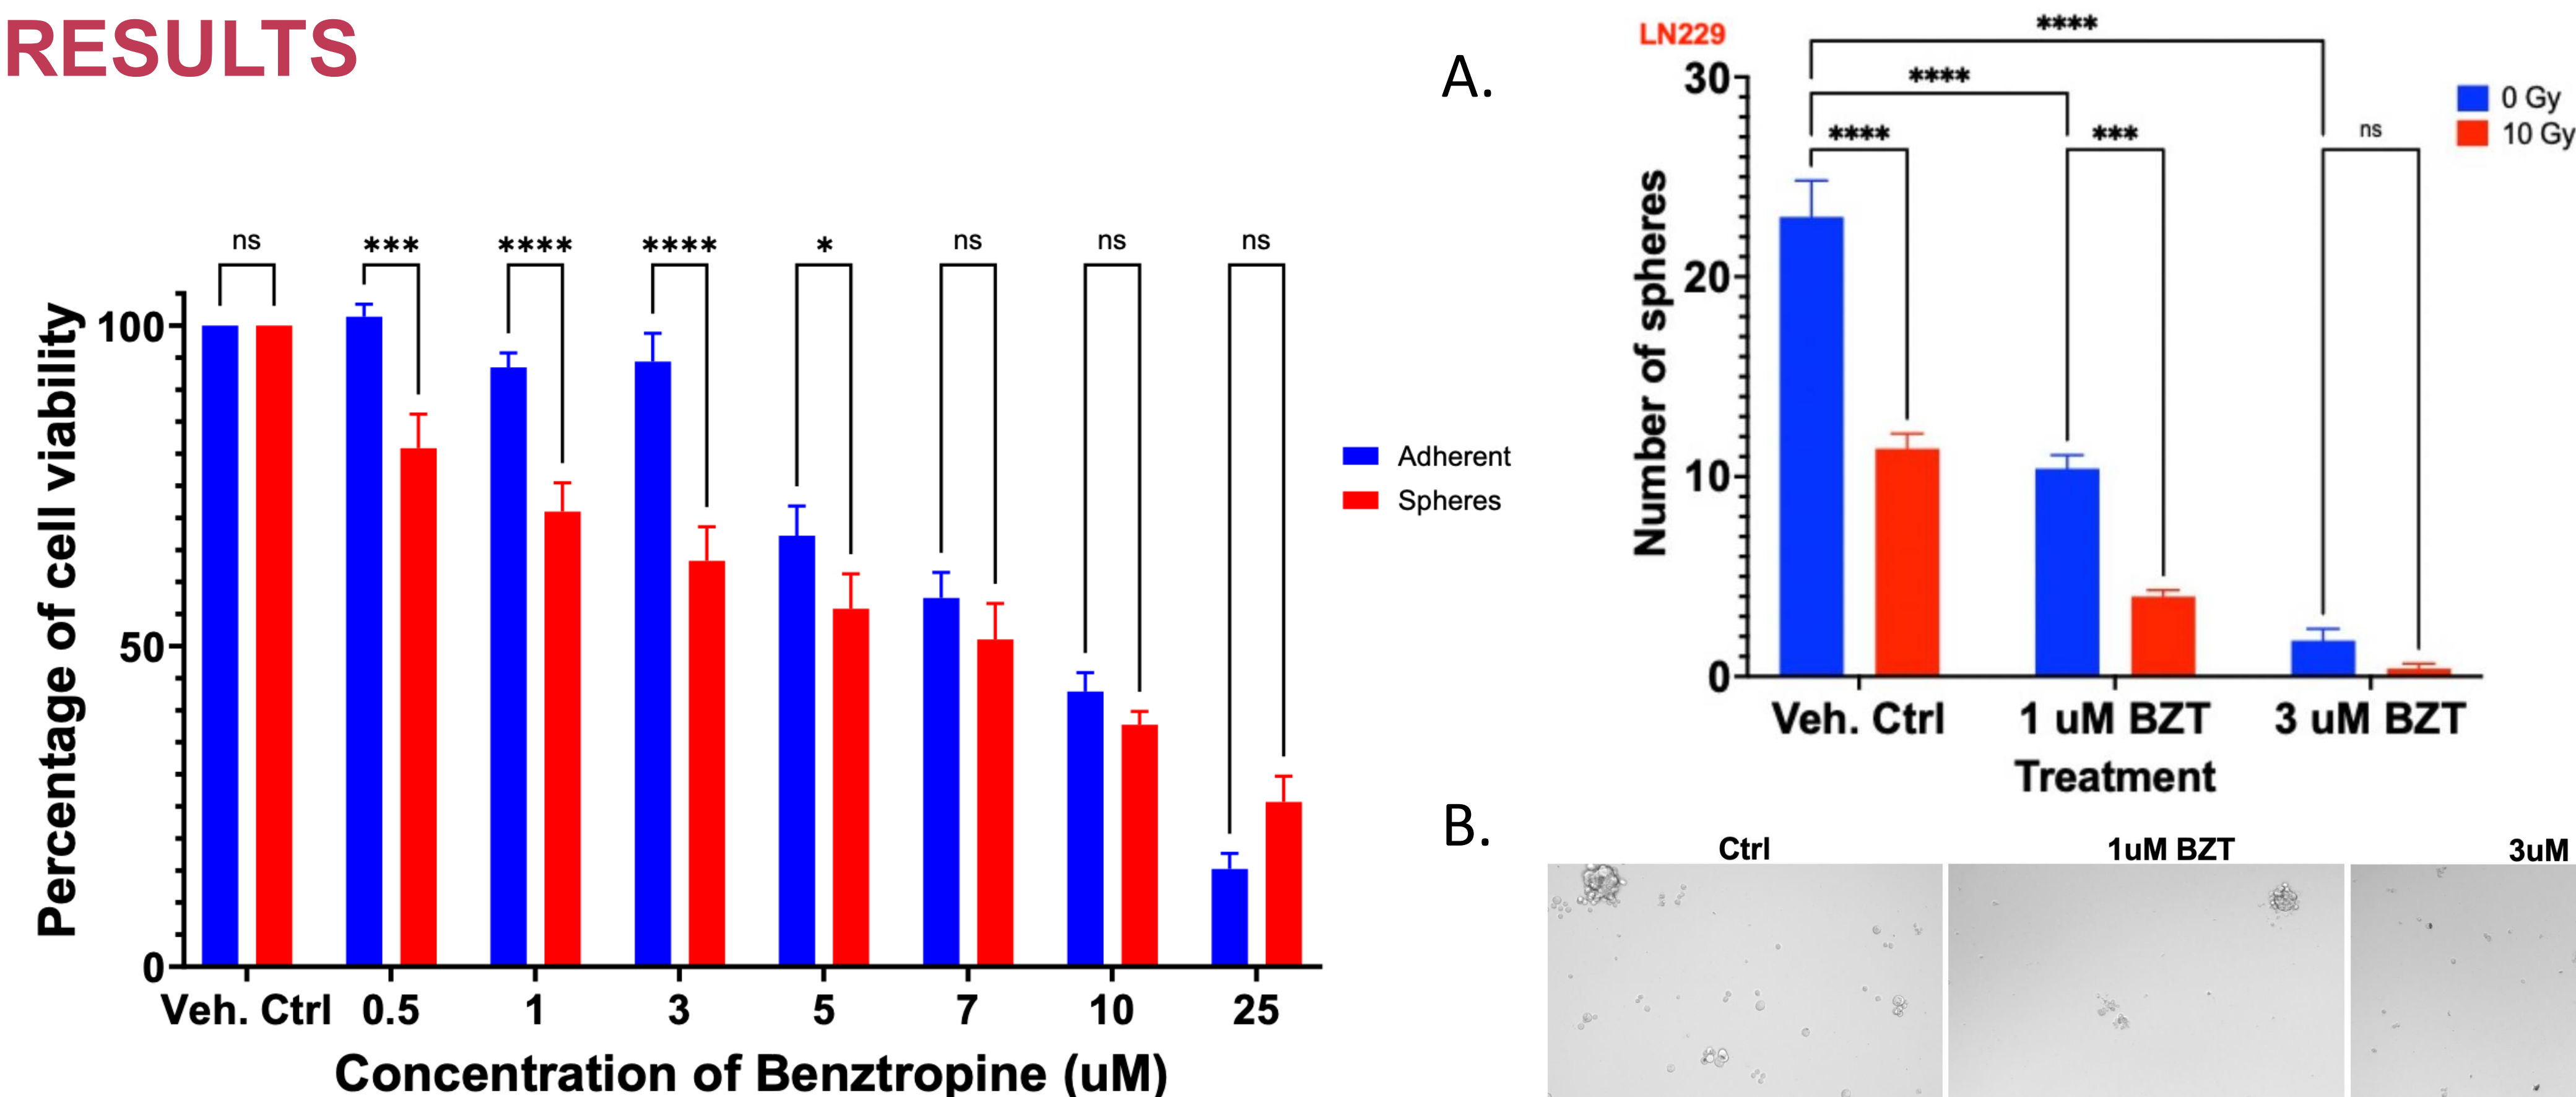 RESULTS
ns
***
****
****
*
ns
ns
ns
Percentage of cell viability
100
50
0
Veh. Ctrl 0.5 1 3 5 7 10 25
Concentration of Benztropine (uM)
Adherent
Spheres
A.
LN229
****
****
****
***
ns
0 Gy
10 Gy
Number of spheres
30
20
10
0
Veh. Ctrl 1 uM BZT 3 uM BZT
Treatment
B.
Ctrl
1uM BZT
3uM